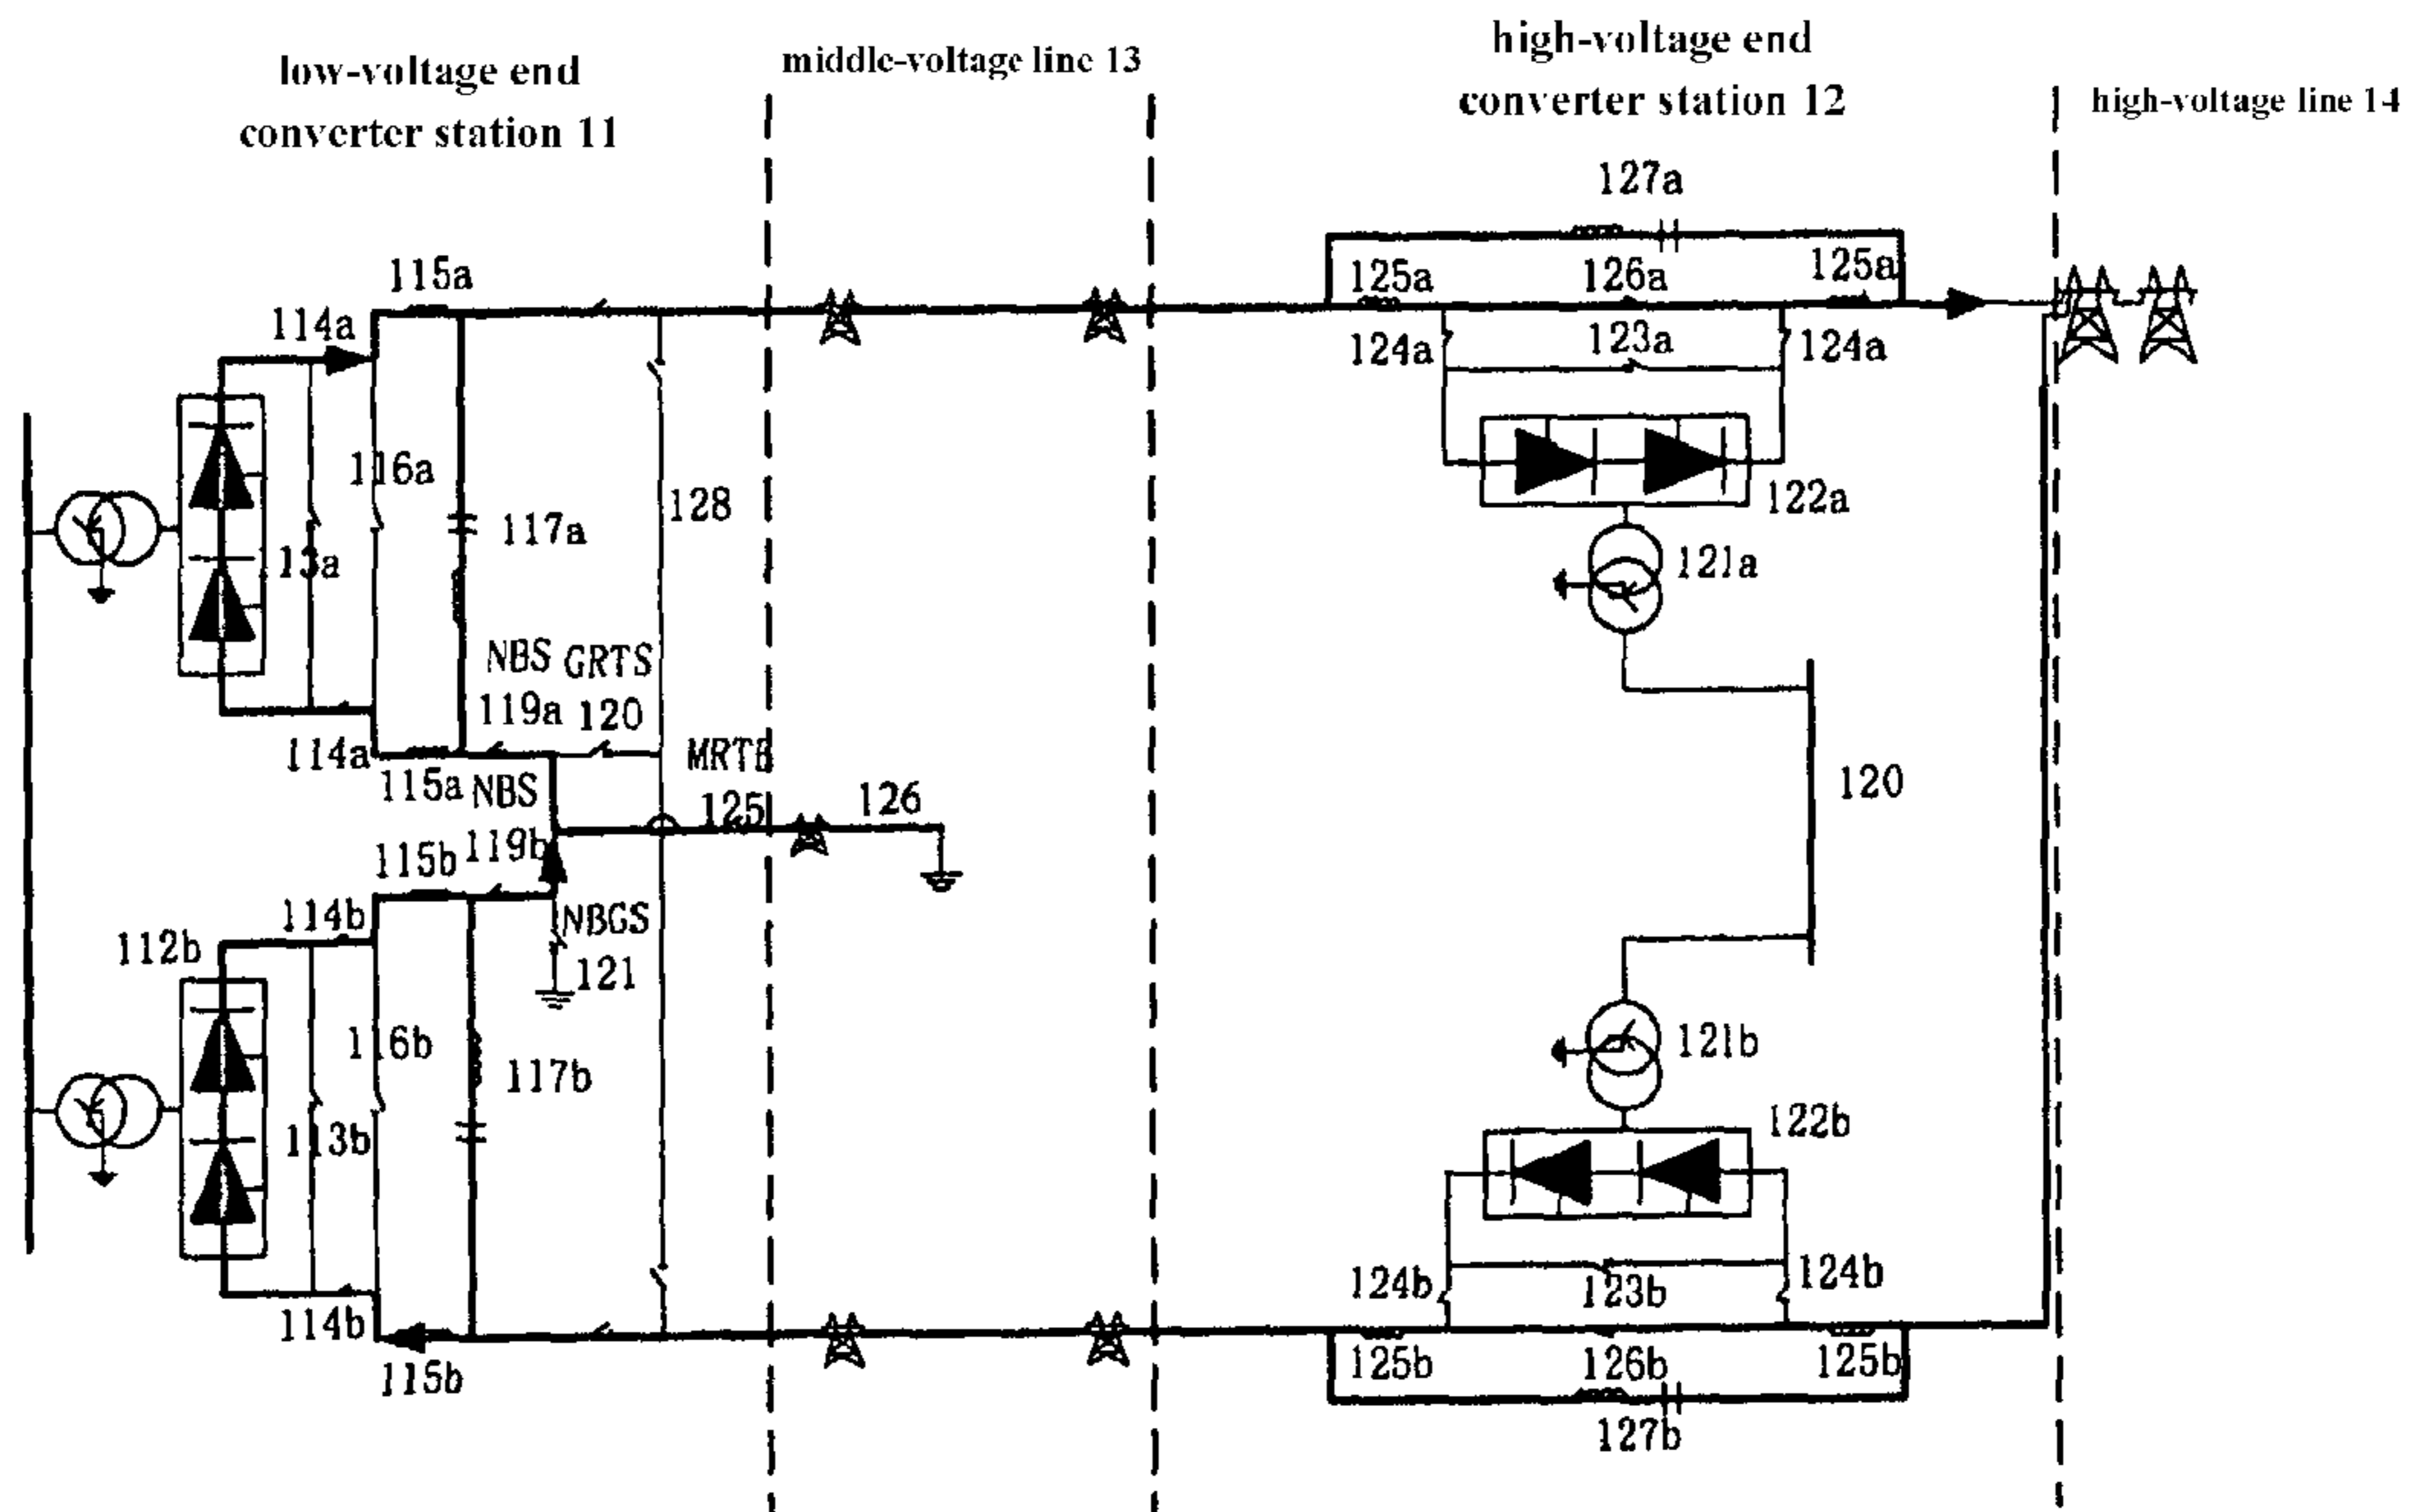 low-voltage end
converter station 11
middle-voltage line 13
high-voltage end
converter station 12
high-voltage line 14
127a
115a
125a
126a
125a
114a
124a
123a
124a
116a
128
122a
117a
13a
121a
NBS GRTS
119a 120
114a
MRTB
115a NBS
125
126
120
115b 119b
114b
NBGS
112b
121
116b
121b
117b
113b
122b
124b
123b
124b
114b
115b
125b
126b
125b
127b